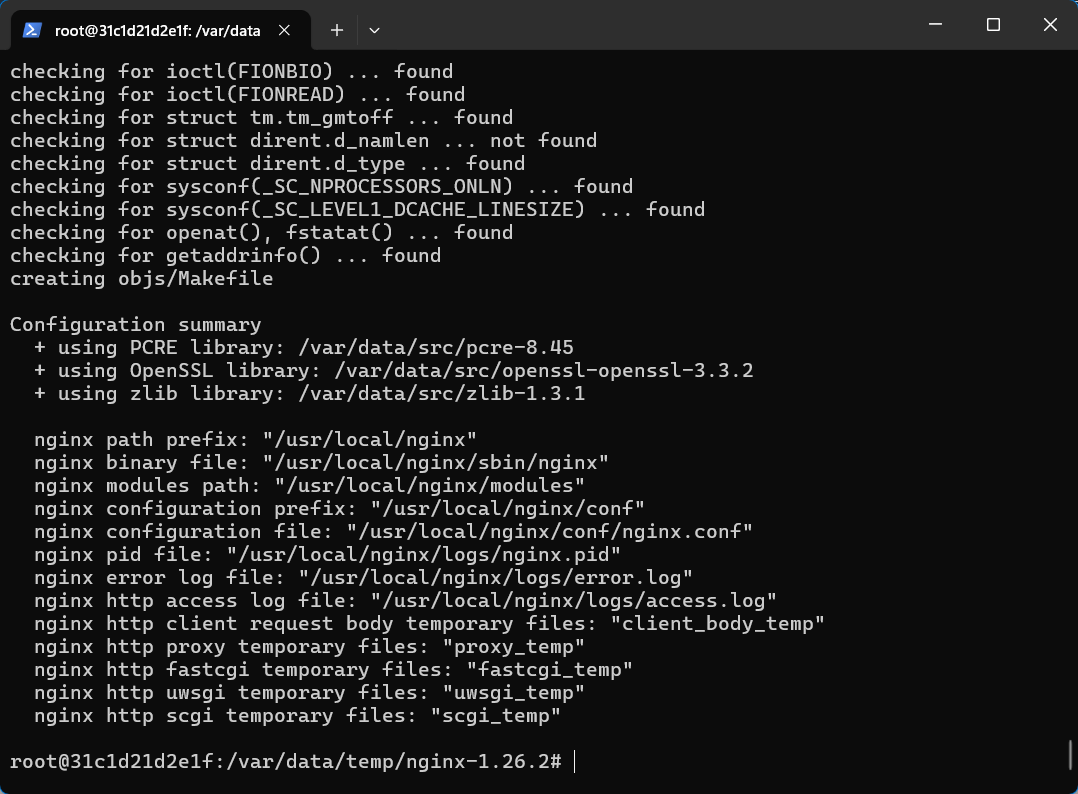 root@31c1d21d2e1f: /var/data
checking for ioctl(FIONBIO) ... found
checking for ioctl(FIONREAD) ... found
checking for struct tm.tm_gmtoff ... found
checking for struct dirent.d_namlen ... not found
checking for struct dirent.d_type ... found
checking for sysconf(_SC_NPROCESSORS_ONLN) ... found
checking for sysconf(_SC_LEVEL1_DCACHE_LINESIZE) ... found
checking for openat(), fstatat() ... found
checking for getaddrinfo() ... found
creating objs/Makefile

Configuration summary
  + using PCRE library: /var/data/src/pcre-8.45
  + using OpenSSL library: /var/data/src/openssl-openssl-3.3.2
  + using zlib library: /var/data/src/zlib-1.3.1

  nginx path prefix: "/usr/local/nginx"
  nginx binary file: "/usr/local/nginx/sbin/nginx"
  nginx modules path: "/usr/local/nginx/modules"
  nginx configuration prefix: "/usr/local/nginx/conf"
  nginx configuration file: "/usr/local/nginx/conf/nginx.conf"
  nginx pid file: "/usr/local/nginx/logs/nginx.pid"
  nginx error log file: "/usr/local/nginx/logs/error.log"
  nginx http access log file: "/usr/local/nginx/logs/access.log"
  nginx http client request body temporary files: "client_body_temp"
  nginx http proxy temporary files: "proxy_temp"
  nginx http fastcgi temporary files: "fastcgi_temp"
  nginx http uwsgi temporary files: "uwsgi_temp"
  nginx http scgi temporary files: "scgi_temp"

root@31c1d21d2e1f:/var/data/temp/nginx-1.26.2#